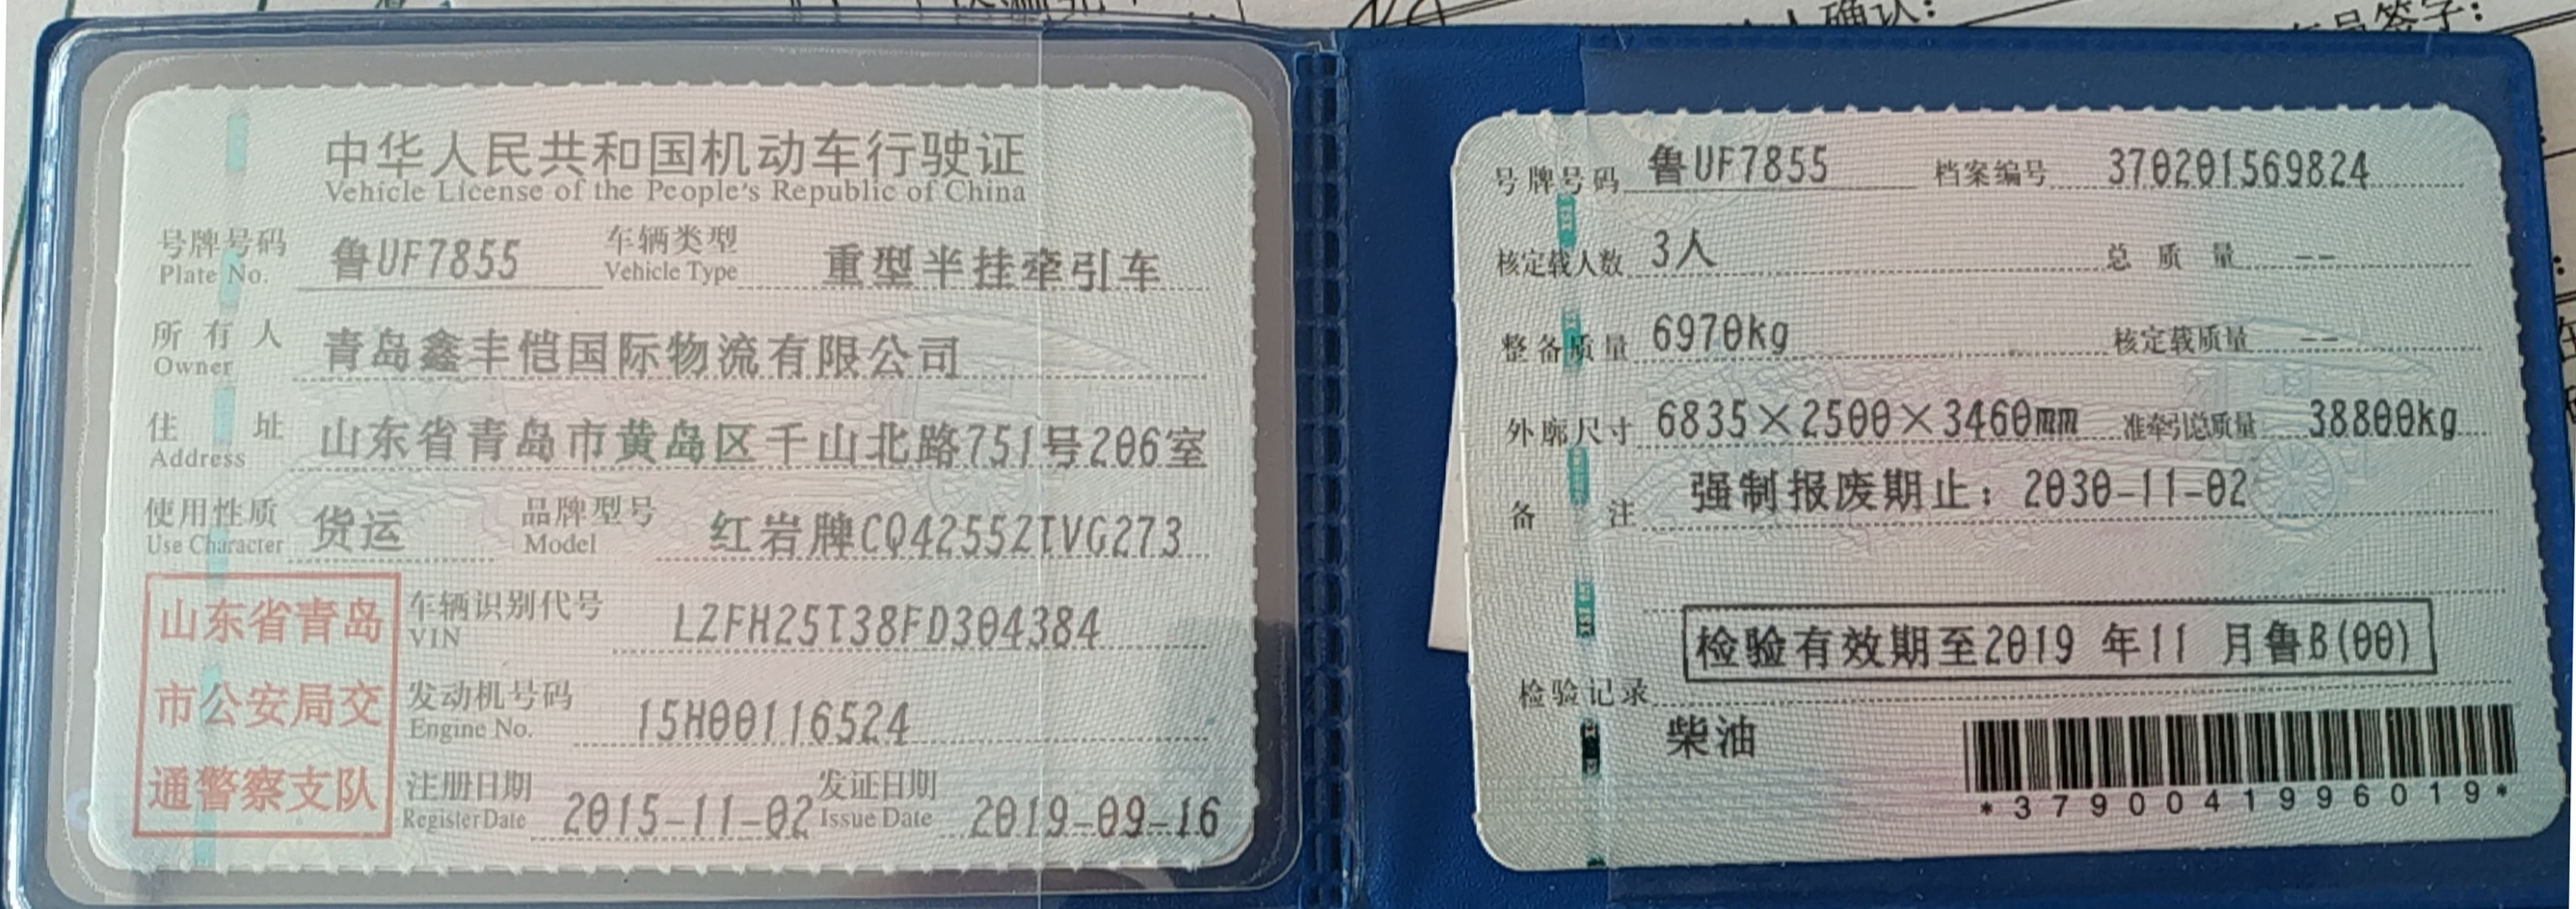 人确认:
员签字:
中华人民共和国机动车行驶证
Vehicle License of the People's Republic of China
号牌号码 鲁UF7855 车辆类型 重型半挂牵引车
Plate No. Vehicle Type
所有人 青岛鑫丰恺国际物流有限公司
Owner
住址 山东省青岛市黄岛区千山北路751号206室
Address
使用性质 货运 品牌型号 红岩牌CQ4255ZTVG273
Use Character Model
山东省青岛
市公安局交
通警察支队
车辆识别代号 LZFH25T38FD304384
VIN
发动机号码 15H00116524
Engine No.
注册日期 2015-11-02 发证日期 2019-09-16
Register Date Issue Date
号牌号码 鲁UF7855 档案编号 370201569824
核定载人数 3人 总质量 --
整备质量 6970kg 核定载质量 --
外廓尺寸 6835×2500×3460mm 准牵引总质量 38800kg
备注 强制报废期止: 2030-11-02
检验有效期至2019 年11 月鲁B(00)
检验记录
柴油
*3790041996019*